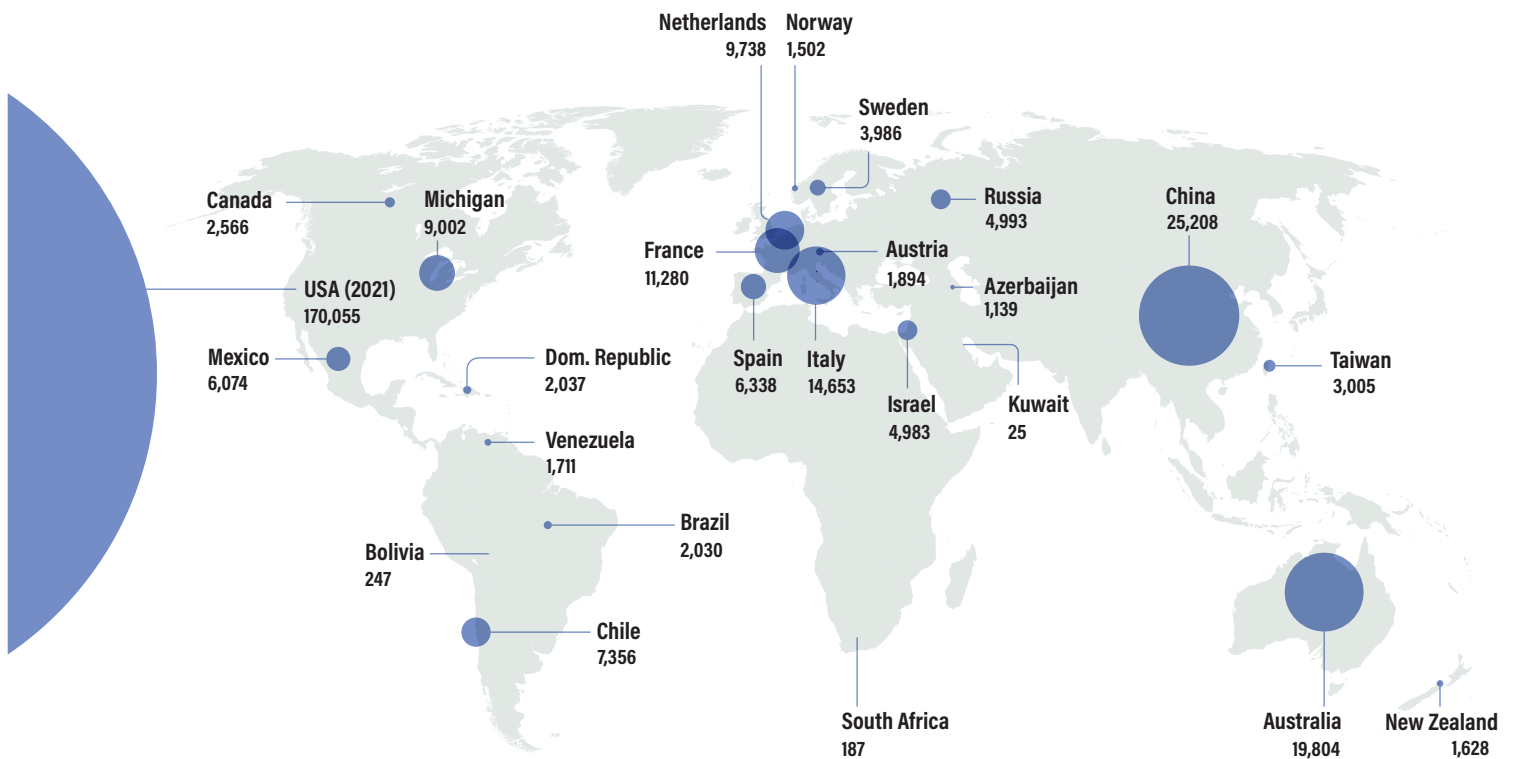 Netherlands
9,738
Norway
1,502
Sweden
3,986
Canada
2,566
Michigan
9,002
Russia
4,993
China
25,208
France
11,280
Austria
1,894
USA (2021)
170,055
Azerbaijan
1,139
Mexico
6,074
Dom. Republic
2,037
Spain
6,338
Italy
14,653
Taiwan
3,005
Israel
4,983
Kuwait
25
Venezuela
1,711
Brazil
2,030
Bolivia
247
Chile
7,356
South Africa
187
Australia
19,804
New Zealand
1,628